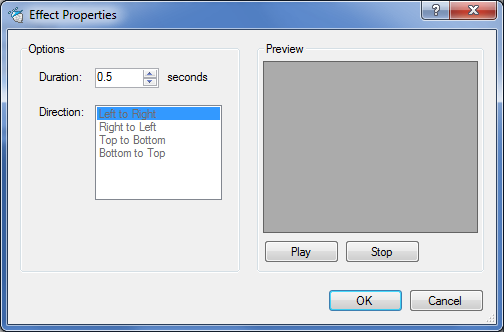 Effect Properties
Options
Duration: 0.5 seconds
Direction: Left to Right
Right to Left
Top to Bottom
Bottom to Top
Preview
Play Stop
OK Cancel